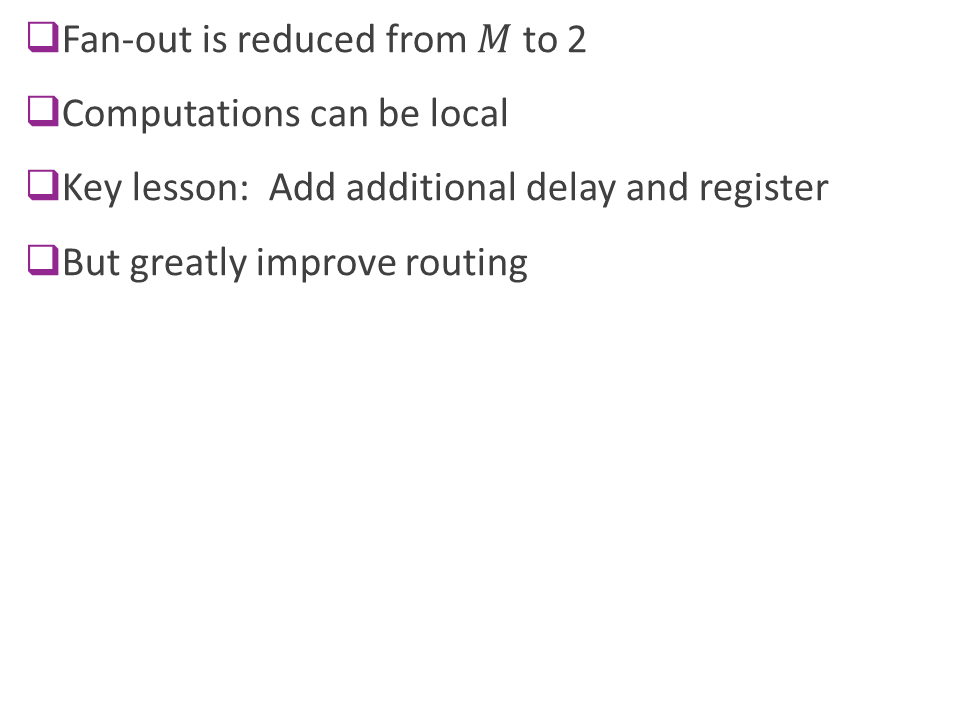 ❑Fan-out is reduced from 𝑀 to 2
❑Computations can be local
❑Key lesson:  Add additional delay and register
❑But greatly improve routing